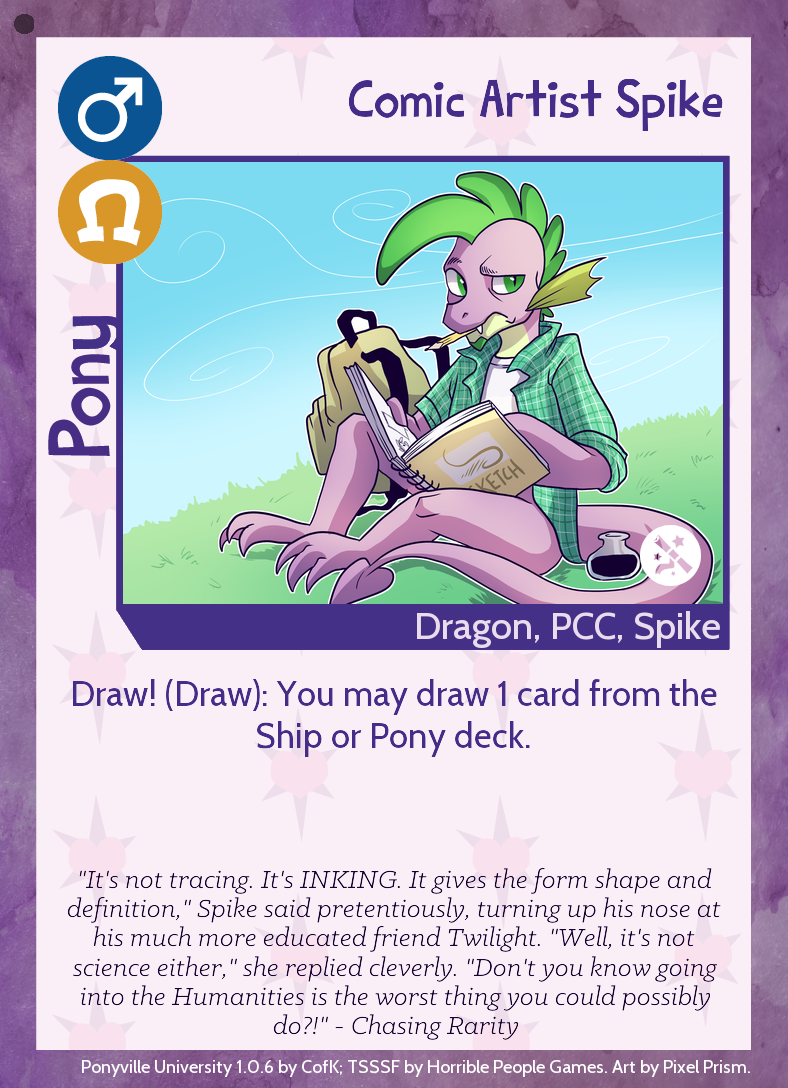 Comic Artist Spike
Pony
SKETCH
Dragon, PCC, Spike
Draw! (Draw): You may draw 1 card from the
Ship or Pony deck.
"It's not tracing. It's INKING. It gives the form shape and
definition," Spike said pretentiously, turning up his nose at
his much more educated friend Twilight. "Well, it's not
science either," she replied cleverly. "Don't you know going
into the Humanities is the worst thing you could possibly
do?!" - Chasing Rarity
Ponyville University 1.0.6 by CofK; TSSSF by Horrible People Games. Art by Pixel Prism.